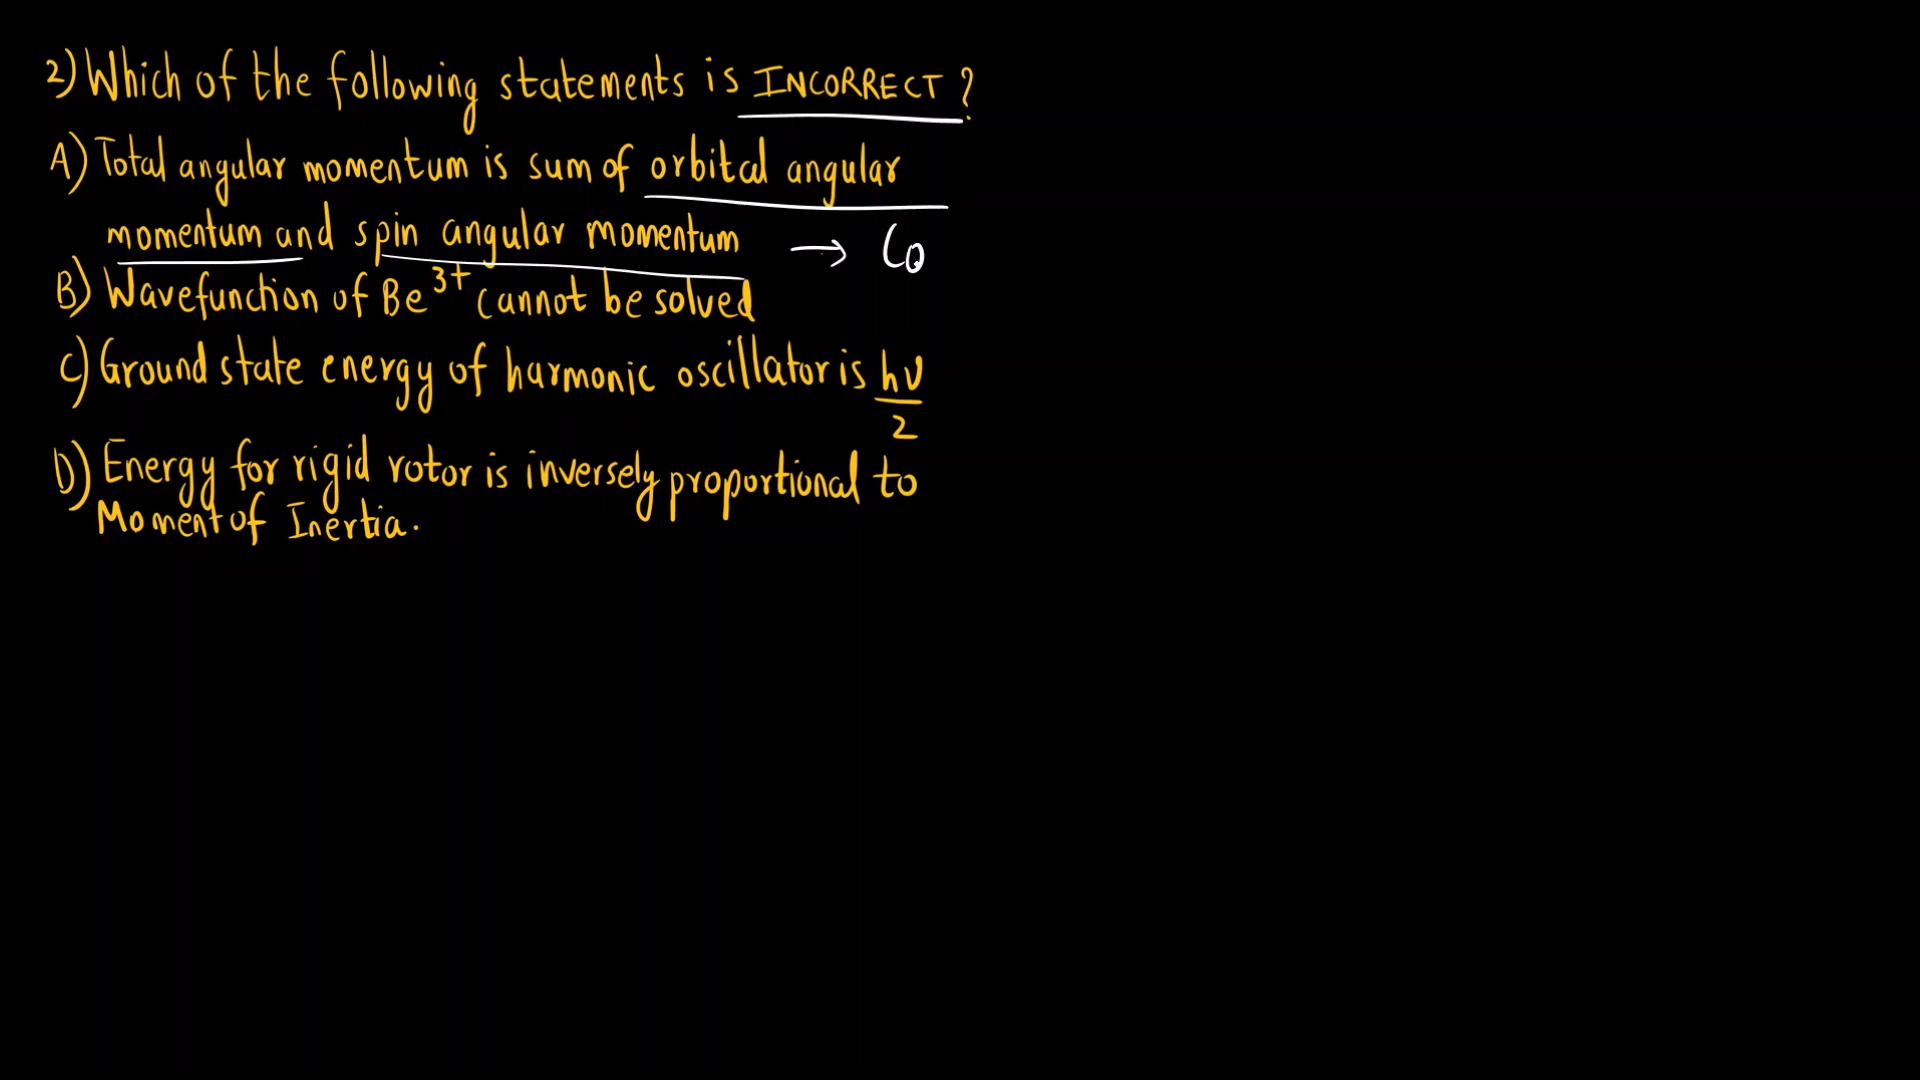 2) Which of the following statements is INCORRECT ?
A) Total angular momentum is sum of orbital angular
momentum and spin angular momentum → Co
B) Wavefunction of Be³⁺ cannot be solved
C) Ground state energy of harmonic oscillator is hν/2
D) Energy for rigid rotor is inversely proportional to
Moment of Inertia.